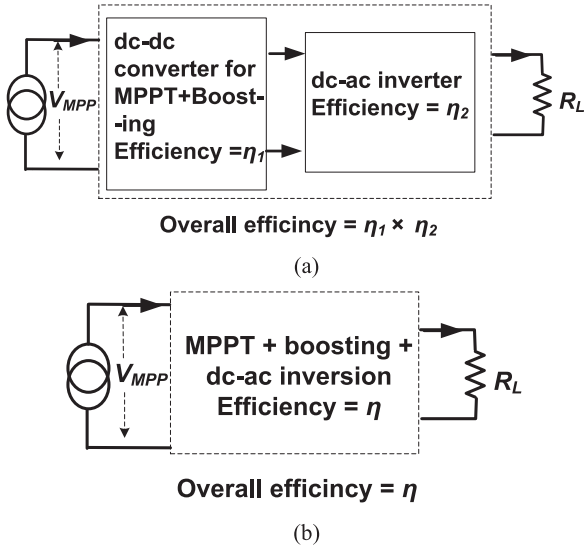 dc-dc
converter for
MPPT+Boost-
-ing
Efficiency =η1
dc-ac inverter
Efficiency = η2
VMPP
RL
Overall efficincy = η1 × η2
(a)
MPPT + boosting +
dc-ac inversion
Efficiency = η
VMPP
RL
Overall efficincy = η
(b)